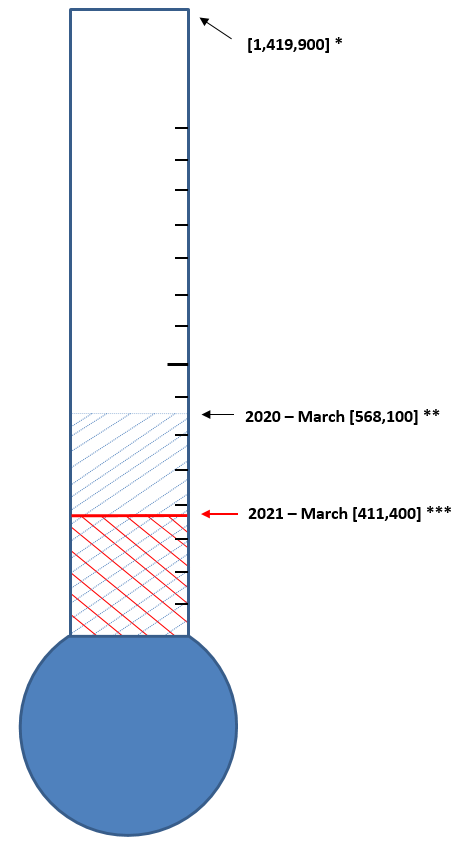 [1,419,900] *
2020 – March [568,100] **
2021 – March [411,400] ***